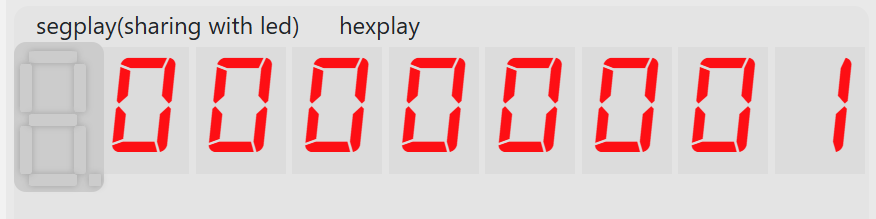 segplay(sharing with led) hexplay
00000001